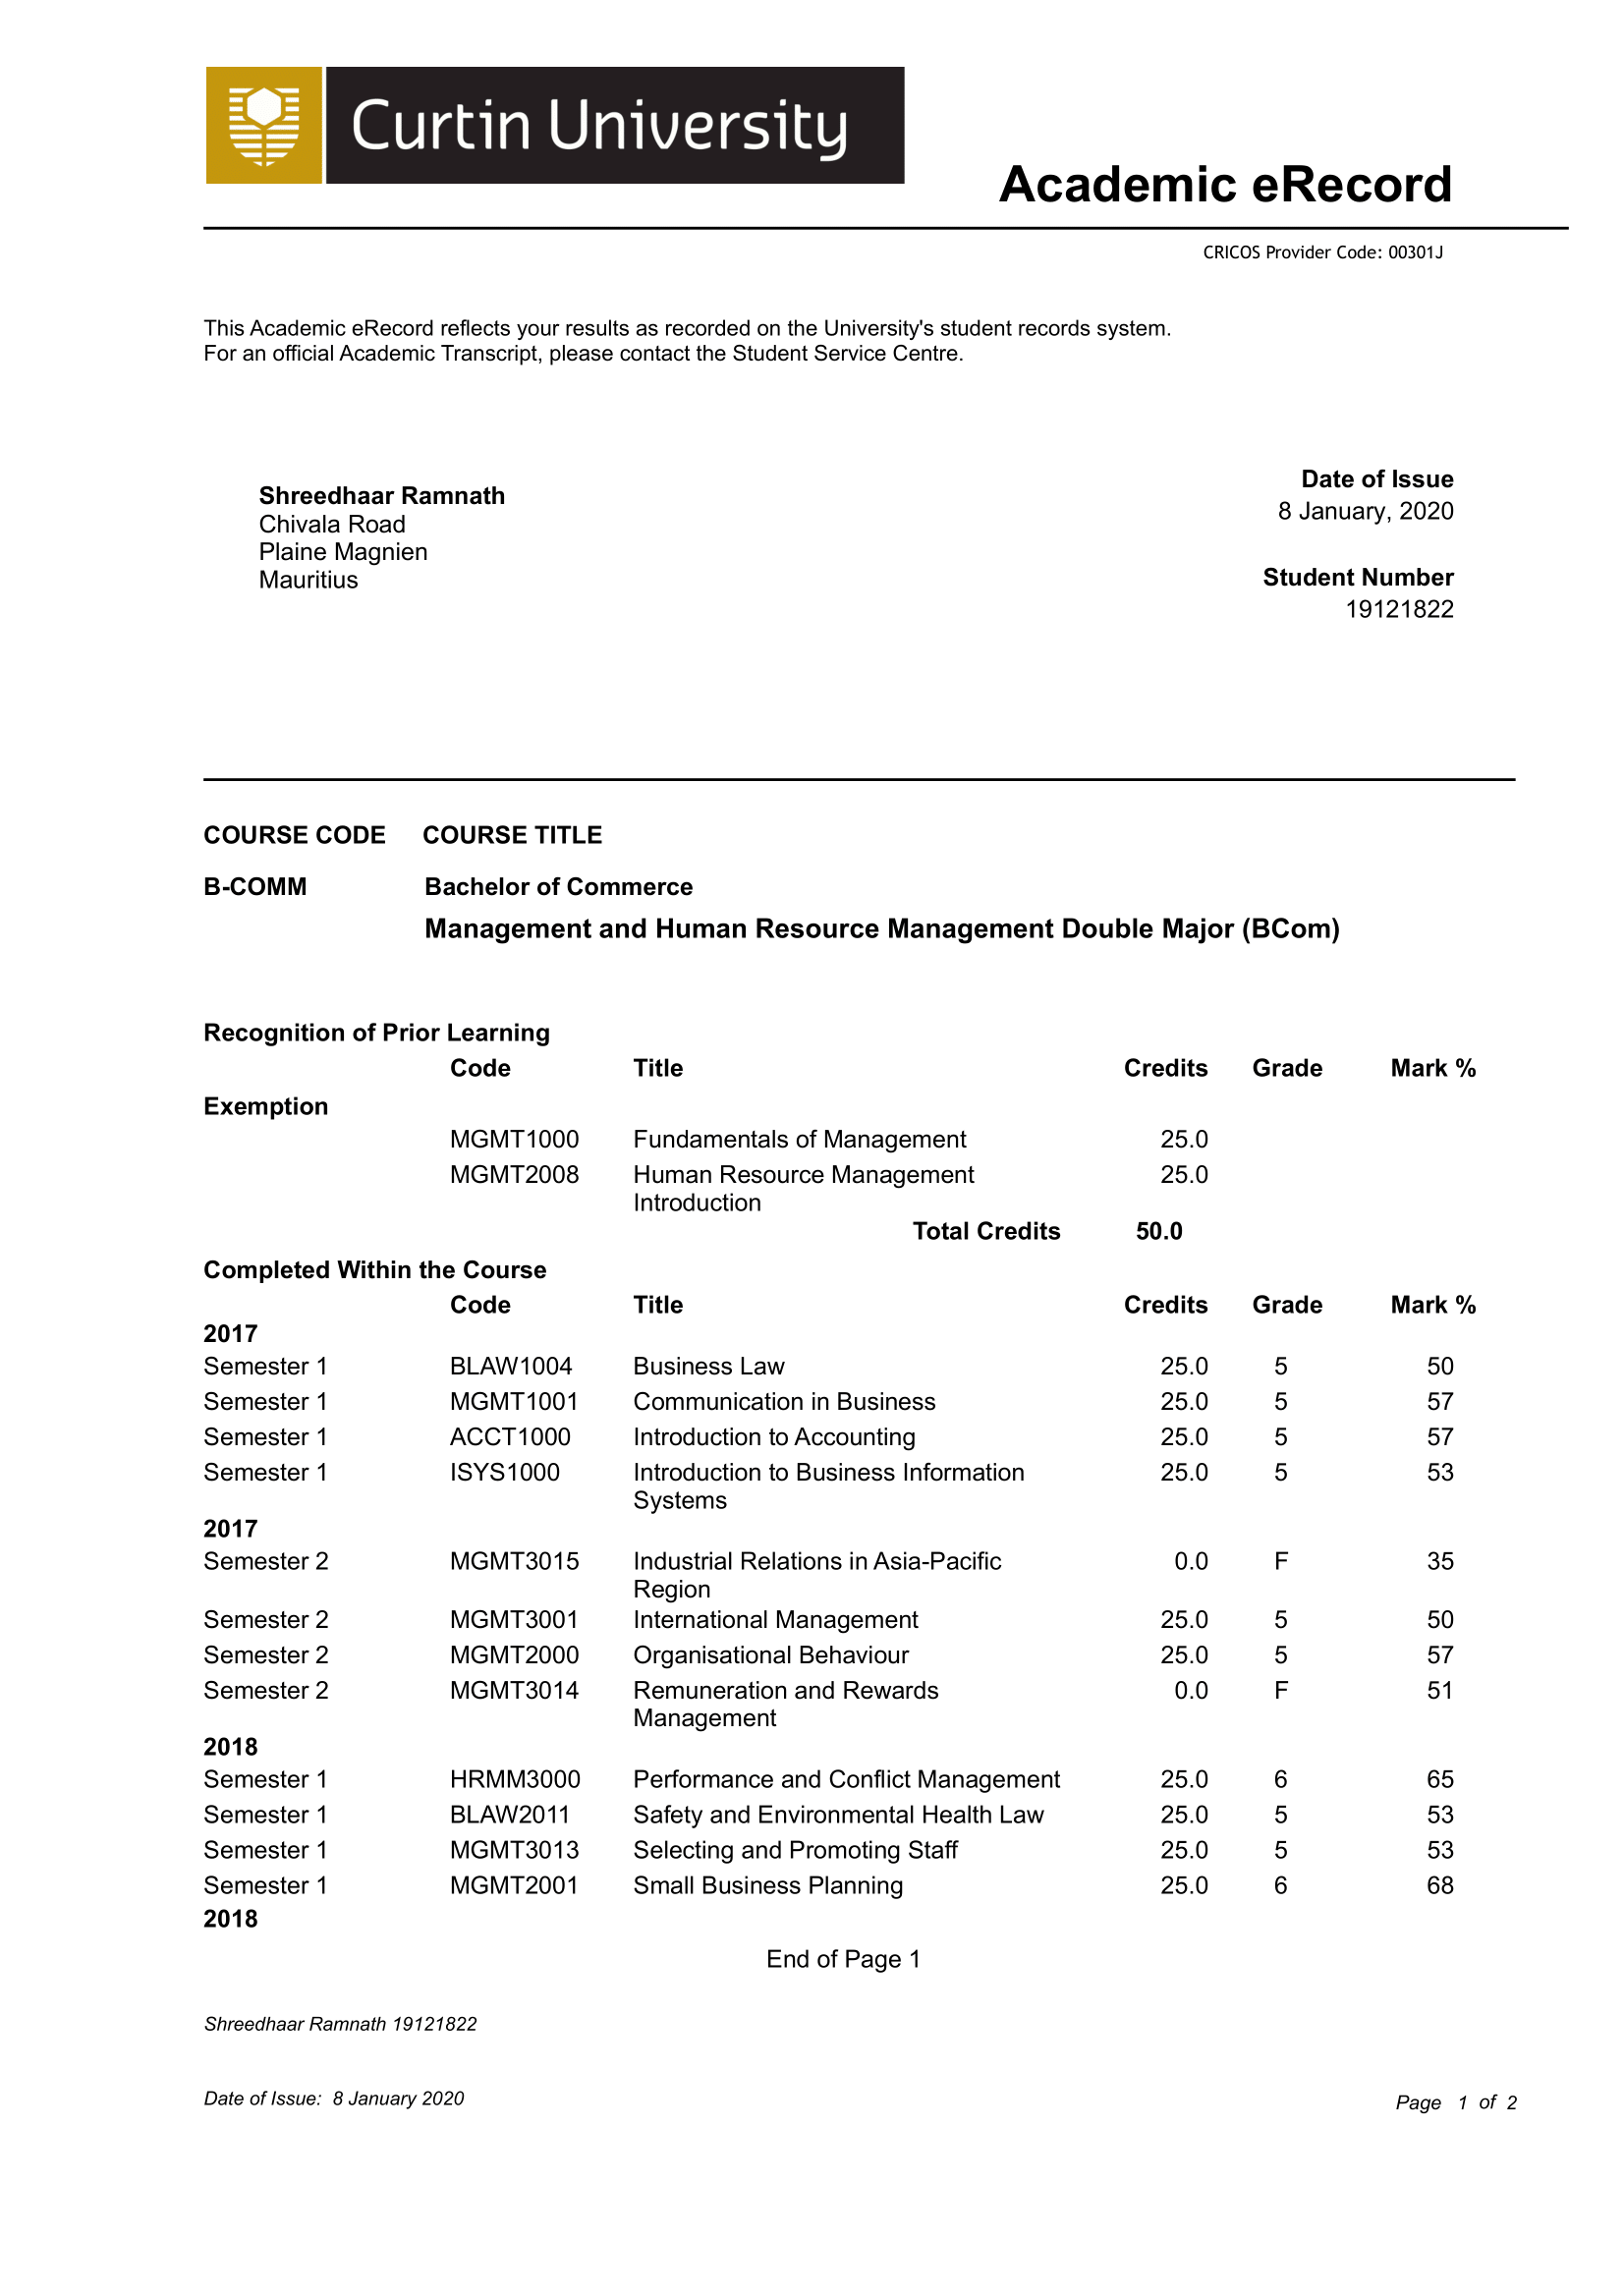 Curtin University
Academic eRecord
CRICOS Provider Code: 00301J
This Academic eRecord reflects your results as recorded on the University's student records system.
For an official Academic Transcript, please contact the Student Service Centre.
Shreedhaar Ramnath
Chivala Road
Plaine Magnien
Mauritius
Date of Issue
8 January, 2020
Student Number
19121822
COURSE CODE COURSE TITLE
B-COMM Bachelor of Commerce
Management and Human Resource Management Double Major (BCom)
Recognition of Prior Learning
Code Title Credits Grade Mark %
Exemption
MGMT1000 Fundamentals of Management 25.0
MGMT2008 Human Resource Management 25.0
Introduction
Total Credits 50.0
Completed Within the Course
Code Title Credits Grade Mark %
2017
Semester 1 BLAW1004 Business Law 25.0 5 50
Semester 1 MGMT1001 Communication in Business 25.0 5 57
Semester 1 ACCT1000 Introduction to Accounting 25.0 5 57
Semester 1 ISYS1000 Introduction to Business Information 25.0 5 53
Systems
2017
Semester 2 MGMT3015 Industrial Relations in Asia-Pacific 0.0 F 35
Region
Semester 2 MGMT3001 International Management 25.0 5 50
Semester 2 MGMT2000 Organisational Behaviour 25.0 5 57
Semester 2 MGMT3014 Remuneration and Rewards 0.0 F 51
Management
2018
Semester 1 HRMM3000 Performance and Conflict Management 25.0 6 65
Semester 1 BLAW2011 Safety and Environmental Health Law 25.0 5 53
Semester 1 MGMT3013 Selecting and Promoting Staff 25.0 5 53
Semester 1 MGMT2001 Small Business Planning 25.0 6 68
2018
End of Page 1
Shreedhaar Ramnath 19121822
Date of Issue: 8 January 2020
Page 1 of 2